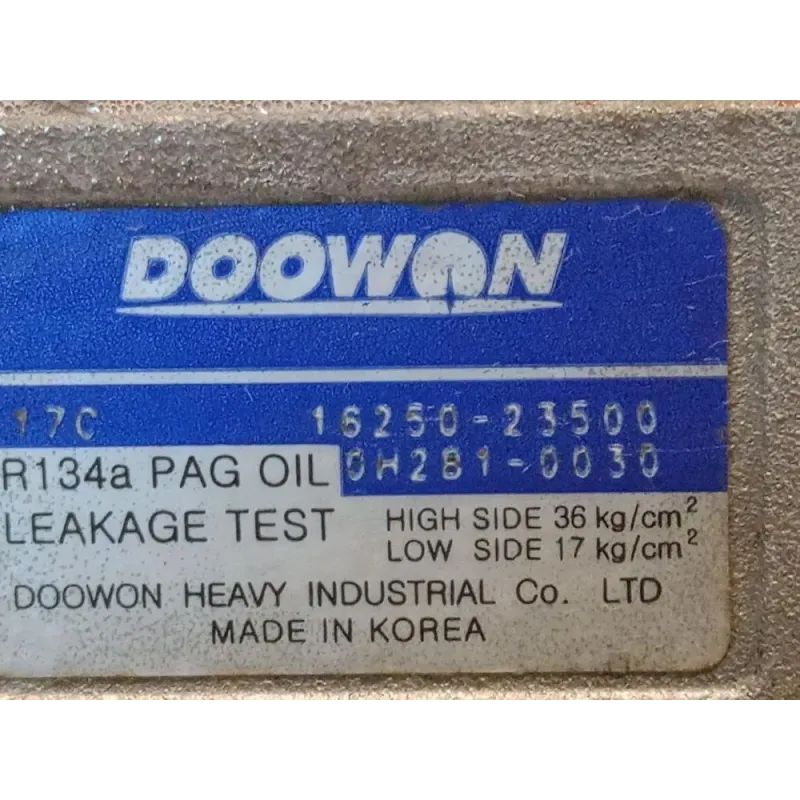 DOOWON
17C 16250-23500
R134a PAG OIL 0H281-0030
LEAKAGE TEST HIGH SIDE 36 kg/cm²
LOW SIDE 17 kg/cm²
DOOWON HEAVY INDUSTRIAL Co. LTD
MADE IN KOREA